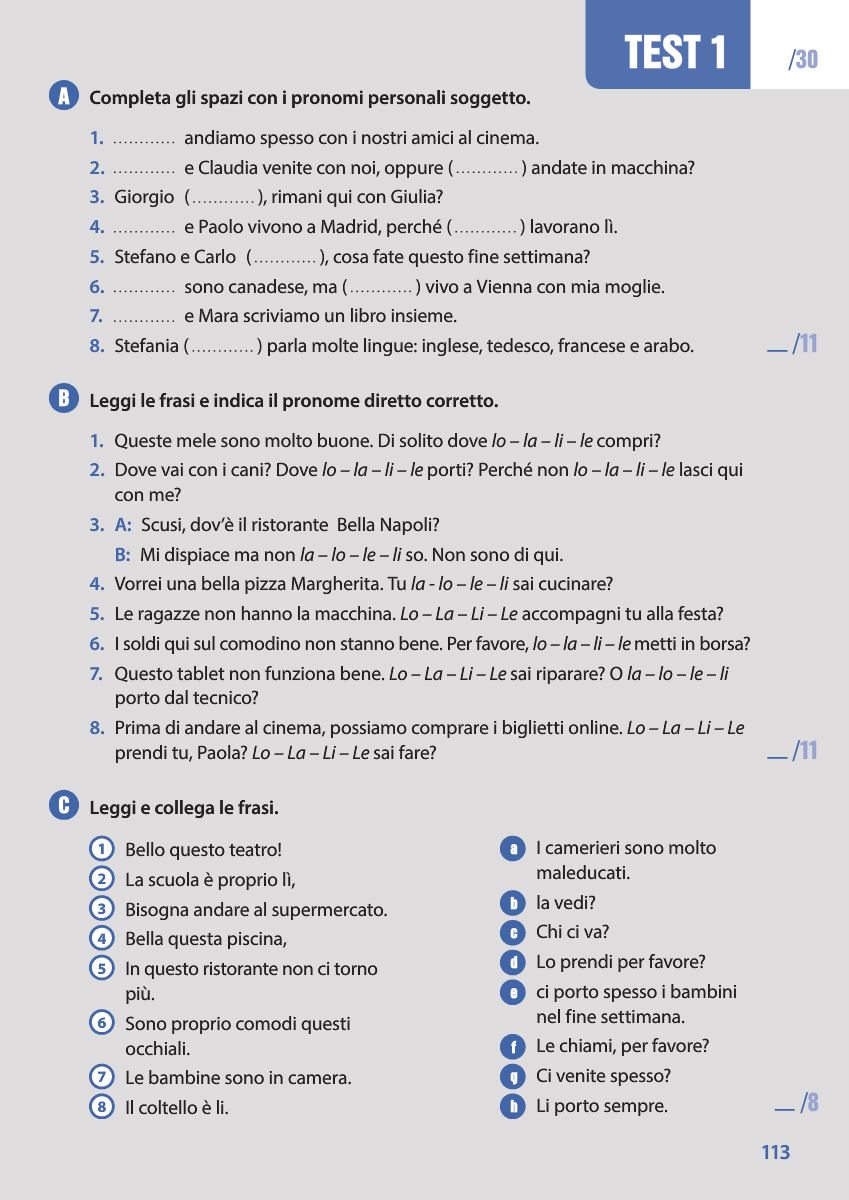 TEST 1
/30
A Completa gli spazi con i pronomi personali soggetto.
1. ............ andiamo spesso con i nostri amici al cinema.
2. ............ e Claudia venite con noi, oppure (............) andate in macchina?
3. Giorgio (............), rimani qui con Giulia?
4. ............ e Paolo vivono a Madrid, perché (............) lavorano lì.
5. Stefano e Carlo (............), cosa fate questo fine settimana?
6. ............ sono canadese, ma (............) vivo a Vienna con mia moglie.
7. ............ e Mara scriviamo un libro insieme.
8. Stefania (............) parla molte lingue: inglese, tedesco, francese e arabo.
__ /11
B Leggi le frasi e indica il pronome diretto corretto.
1. Queste mele sono molto buone. Di solito dove lo – la – li – le compri?
2. Dove vai con i cani? Dove lo – la – li – le porti? Perché non lo – la – li – le lasci qui
con me?
3. A: Scusi, dov’è il ristorante Bella Napoli?
B: Mi dispiace ma non la – lo – le – li so. Non sono di qui.
4. Vorrei una bella pizza Margherita. Tu la - lo – le – li sai cucinare?
5. Le ragazze non hanno la macchina. Lo – La – Li – Le accompagni tu alla festa?
6. I soldi qui sul comodino non stanno bene. Per favore, lo – la – li – le metti in borsa?
7. Questo tablet non funziona bene. Lo – La – Li – Le sai riparare? O la – lo – le – li
porto dal tecnico?
8. Prima di andare al cinema, possiamo comprare i biglietti online. Lo – La – Li – Le
prendi tu, Paola? Lo – La – Li – Le sai fare?
__ /11
C Leggi e collega le frasi.
1 Bello questo teatro!
2 La scuola è proprio lì,
3 Bisogna andare al supermercato.
4 Bella questa piscina,
5 In questo ristorante non ci torno
più.
6 Sono proprio comodi questi
occhiali.
7 Le bambine sono in camera.
8 Il coltello è li.
a I camerieri sono molto
maleducati.
b la vedi?
c Chi ci va?
d Lo prendi per favore?
e ci porto spesso i bambini
nel fine settimana.
f Le chiami, per favore?
g Ci venite spesso?
h Li porto sempre.
__ /8
113